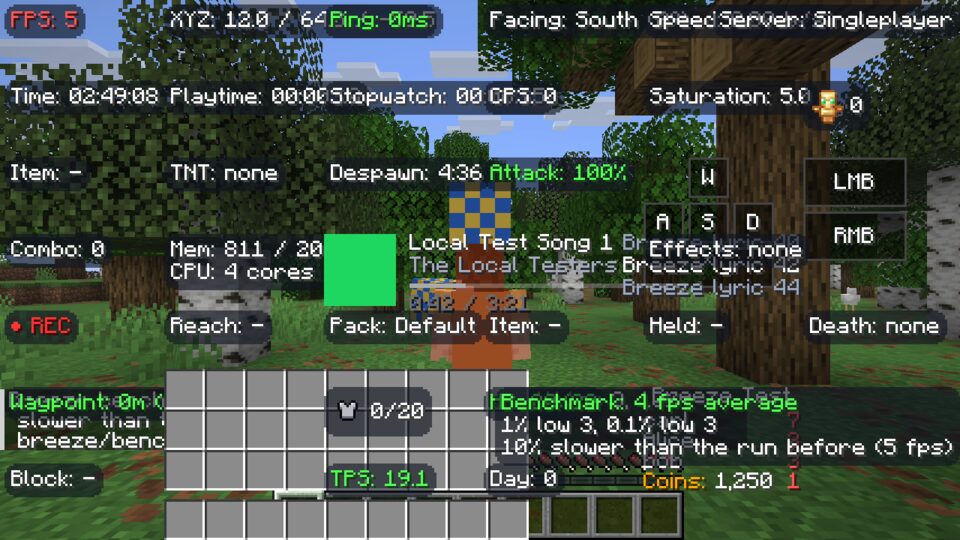 FPS: 5
XYZ: 12.0 / 64
Ping: 0ms
Facing: South
Speed
Server: Singleplayer
Time: 02:49:08
Playtime: 00:00
Stopwatch: 00
CPS: 0
Saturation: 5.0
0
Item: -
TNT: none
Despawn: 4:36
Attack: 100%
W
LMB
A
S
D
RMB
Combo: 0
Mem: 811 / 20
CPU: 4 cores
Local Test Song 1
The Local Testers
3:21
Effects: none
Breeze lyric 42
Breeze lyric 44
REC
Reach: -
Pack: Default
Item: -
Held: -
Death: none
Waypoint: 0m
slower than
breeze/benc
0/20
Breeze Test
Benchmark: 4 fps average
1% low 3, 0.1% low 3
10% slower than the run before (5 fps)
Block: -
TPS: 19.1
Day: 0
Coins: 1,250
1